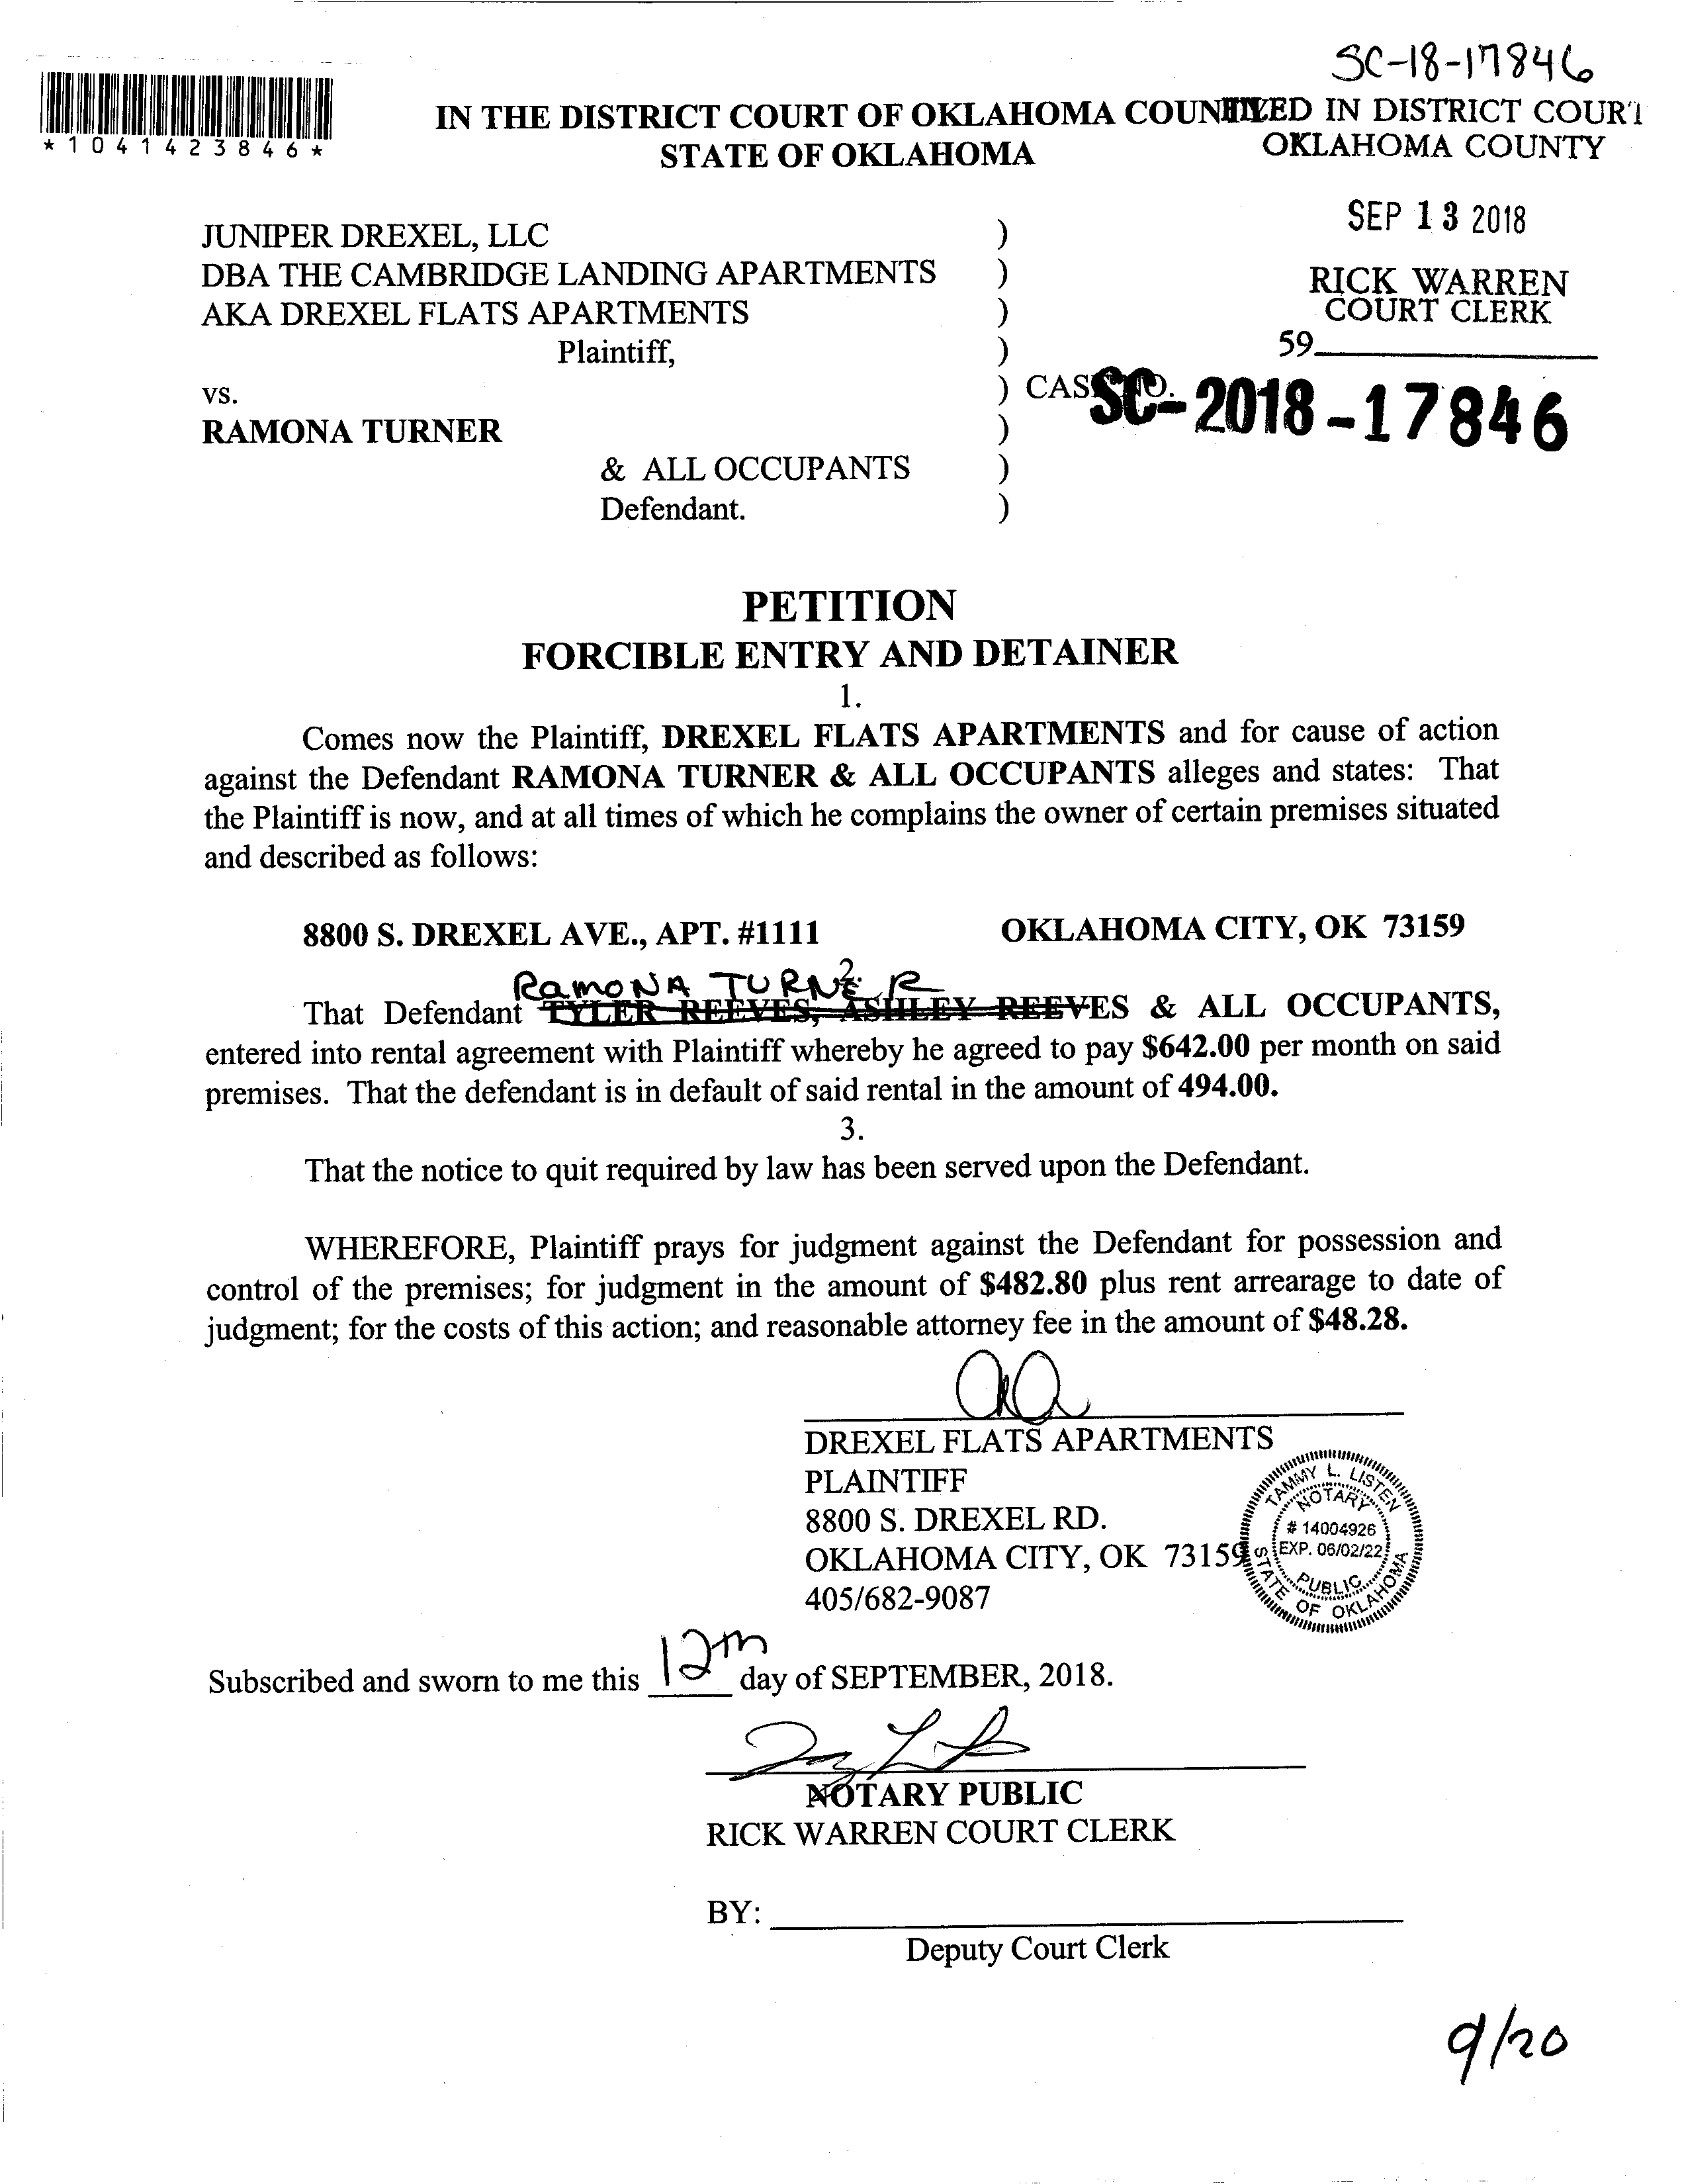 SC-18-17846
*1041423846*
IN THE DISTRICT COURT OF OKLAHOMA COUNTY
STATE OF OKLAHOMA
FILED IN DISTRICT COURT
OKLAHOMA COUNTY
SEP 13 2018
RICK WARREN
COURT CLERK
59
JUNIPER DREXEL, LLC )
DBA THE CAMBRIDGE LANDING APARTMENTS )
AKA DREXEL FLATS APARTMENTS )
Plaintiff, )
vs. ) CASE NO. SC-2018-17846
RAMONA TURNER )
& ALL OCCUPANTS )
Defendant. )
PETITION
FORCIBLE ENTRY AND DETAINER
1.
Comes now the Plaintiff, DREXEL FLATS APARTMENTS and for cause of action
against the Defendant RAMONA TURNER & ALL OCCUPANTS alleges and states: That
the Plaintiff is now, and at all times of which he complains the owner of certain premises situated
and described as follows:
8800 S. DREXEL AVE., APT. #1111 OKLAHOMA CITY, OK 73159
2.
Ramona TURNER
That Defendant TYLER REEVES, ASHLEY REEVES & ALL OCCUPANTS,
entered into rental agreement with Plaintiff whereby he agreed to pay $642.00 per month on said
premises. That the defendant is in default of said rental in the amount of 494.00.
3.
That the notice to quit required by law has been served upon the Defendant.
WHEREFORE, Plaintiff prays for judgment against the Defendant for possession and
control of the premises; for judgment in the amount of $482.80 plus rent arrearage to date of
judgment; for the costs of this action; and reasonable attorney fee in the amount of $48.28.
DREXEL FLATS APARTMENTS
PLAINTIFF
8800 S. DREXEL RD.
OKLAHOMA CITY, OK 73159
405/682-9087
TAMMY L. LISTEN
NOTARY
# 14004926
EXP. 06/02/22
PUBLIC
STATE OF OKLAHOMA
Subscribed and sworn to me this 12th day of SEPTEMBER, 2018.
NOTARY PUBLIC
RICK WARREN COURT CLERK
BY:
Deputy Court Clerk
9/20